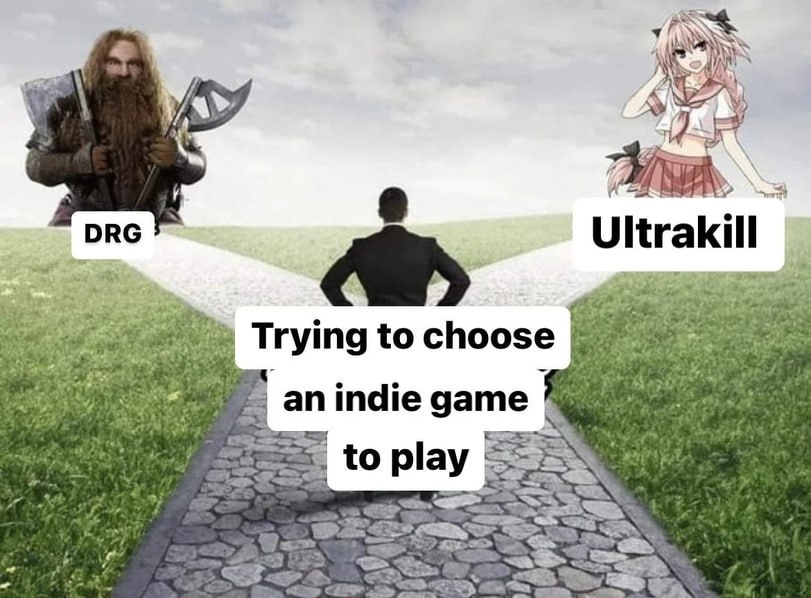 DRG
Ultrakill
Trying to choose
an indie game
to play